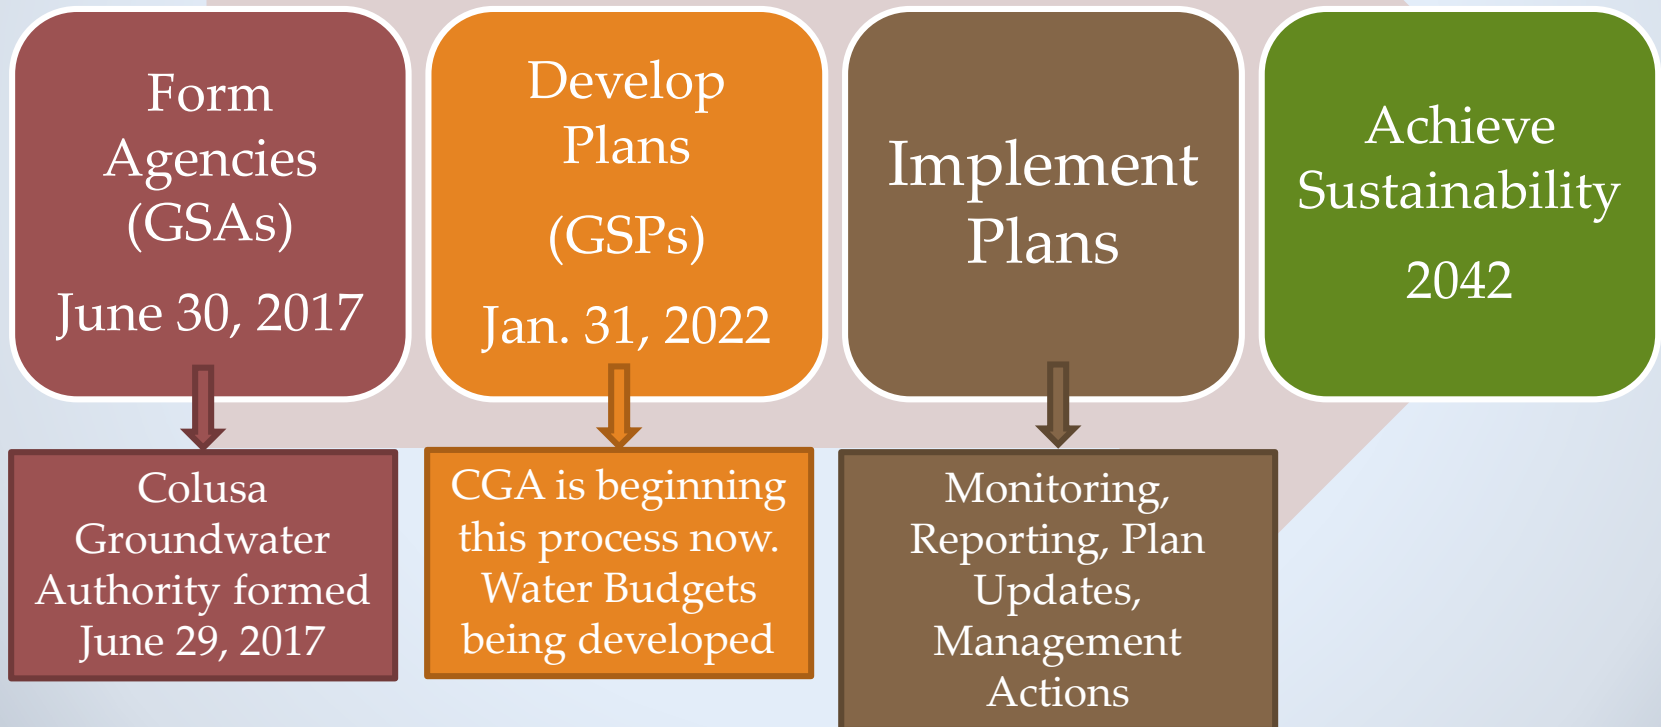 Form
Agencies
(GSAs)
June 30, 2017
Develop
Plans
(GSPs)
Jan. 31, 2022
Implement
Plans
Achieve
Sustainability
2042
Colusa
Groundwater
Authority formed
June 29, 2017
CGA is beginning
this process now.
Water Budgets
being developed
Monitoring,
Reporting, Plan
Updates,
Management
Actions